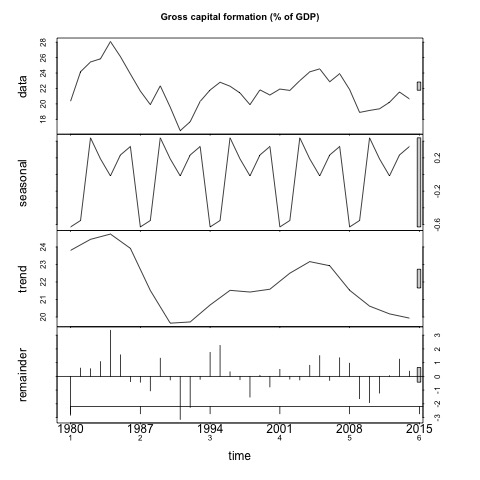 Gross capital formation (% of GDP)
data
18 20 22 24 26 28
seasonal
-0.6 -0.2 0.2
trend
20 21 22 23 24
remainder
-3 -2 -1 0 1 2 3
1980 1987 1994 2001 2008 2015
1 2 3 4 5 6
time